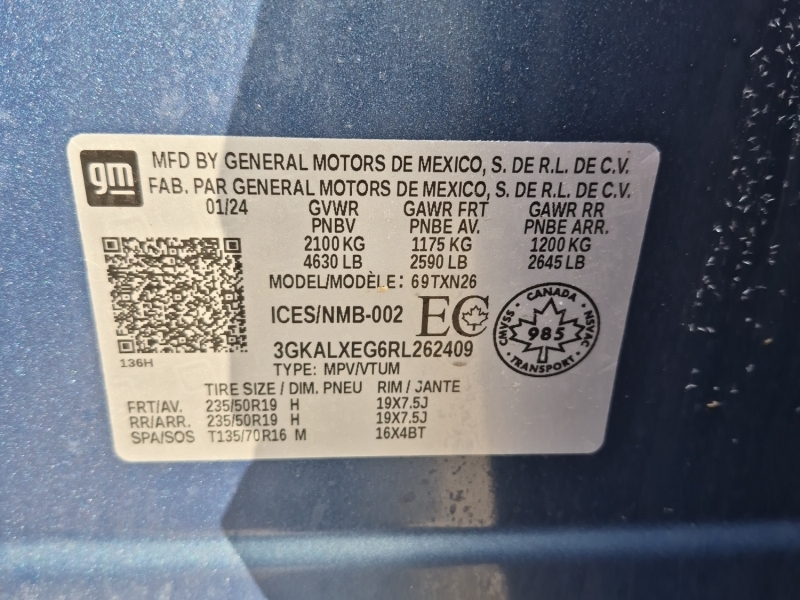 gm
MFD BY GENERAL MOTORS DE MEXICO, S. DE R.L. DE C.V.
FAB. PAR GENERAL MOTORS DE MEXICO, S. DE R.L. DE C.V.
01/24 GVWR GAWR FRT GAWR RR
PNBV PNBE AV. PNBE ARR.
2100 KG 1175 KG 1200 KG
4630 LB 2590 LB 2645 LB
MODEL/MODÈLE: 69TXN26
ICES/NMB-002 EC
CANADA
CMVSS 985 NSVAC
TRANSPORT
3GKALXEG6RL262409
136H
TYPE: MPV/VTUM
TIRE SIZE / DIM. PNEU RIM / JANTE
FRT/AV. 235/50R19 H 19X7.5J
RR/ARR. 235/50R19 H 19X7.5J
SPA/SOS T135/70R16 M 16X4BT